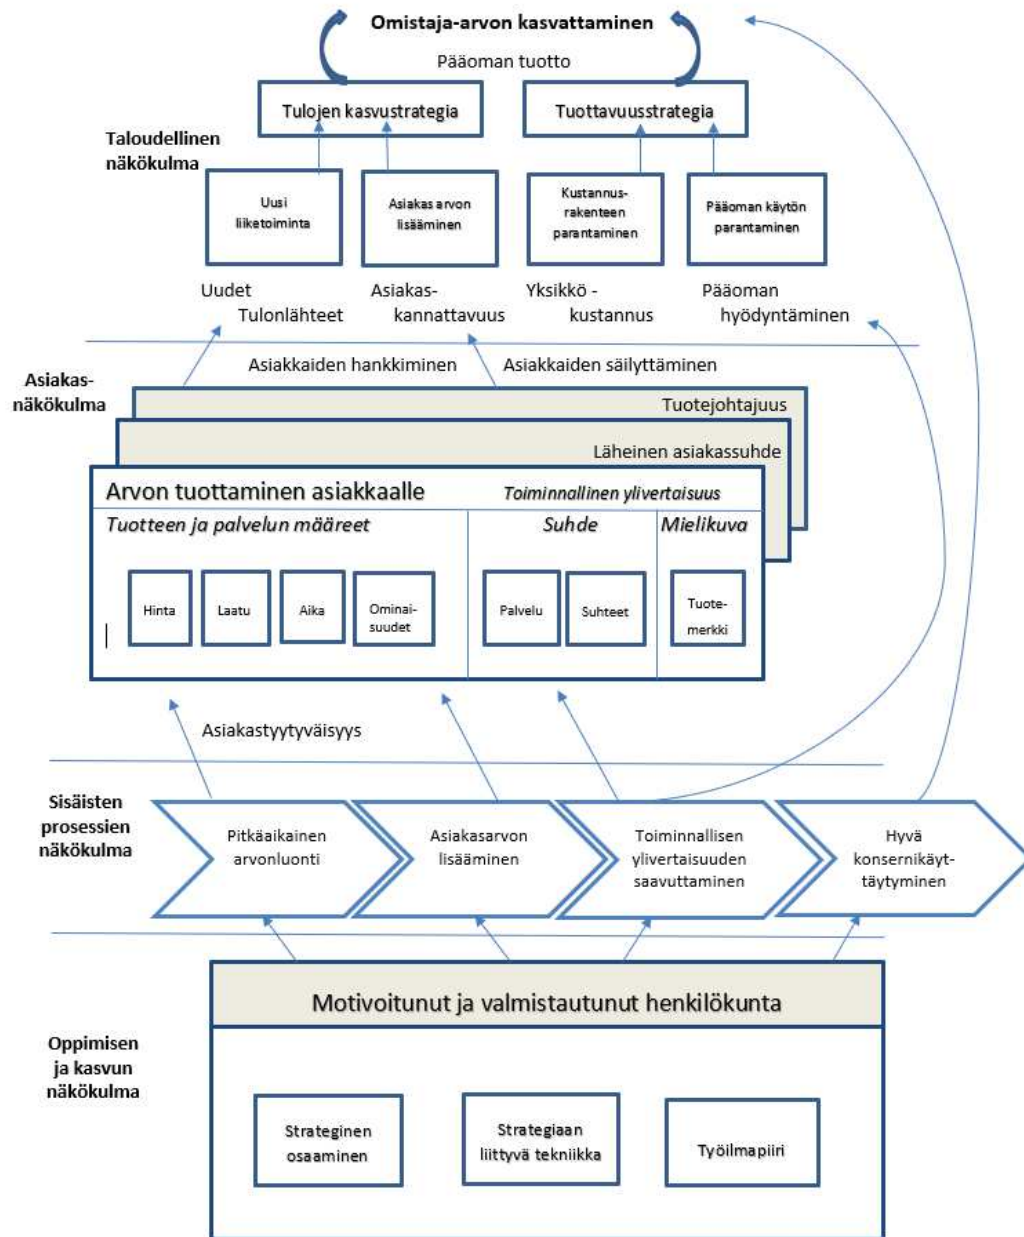 Omistaja-arvon kasvattaminen
Pääoman tuotto
Tulojen kasvustrategia
Tuottavuusstrategia
Taloudellinen
näkökulma
Uusi
liiketoiminta
Asiakas arvon
lisääminen
Kustannus-
rakenteen
parantaminen
Pääoman käytön
parantaminen
Uudet
Tulonlähteet
Asiakas-
kannattavuus
Yksikkö -
kustannus
Pääoman
hyödyntäminen
Asiakkaiden hankkiminen
Asiakkaiden säilyttäminen
Asiakas-
näkökulma
Tuotejohtajuus
Läheinen asiakassuhde
Arvon tuottaminen asiakkaalle
Toiminnallinen ylivertaisuus
Tuotteen ja palvelun määreet
Suhde
Mielikuva
Hinta
Laatu
Aika
Ominai-
suudet
Palvelu
Suhteet
Tuote-
merkki
Asiakastyytyväisyys
Sisäisten
prosessien
näkökulma
Pitkäaikainen
arvonluonti
Asiakasarvon
lisääminen
Toiminnallisen
ylivertaisuuden
saavuttaminen
Hyvä
konsernikäyt-
täytyminen
Motivoitunut ja valmistautunut henkilökunta
Oppimisen
ja kasvun
näkökulma
Strateginen
osaaminen
Strategiaan
liittyvä tekniikka
Työilmapiiri